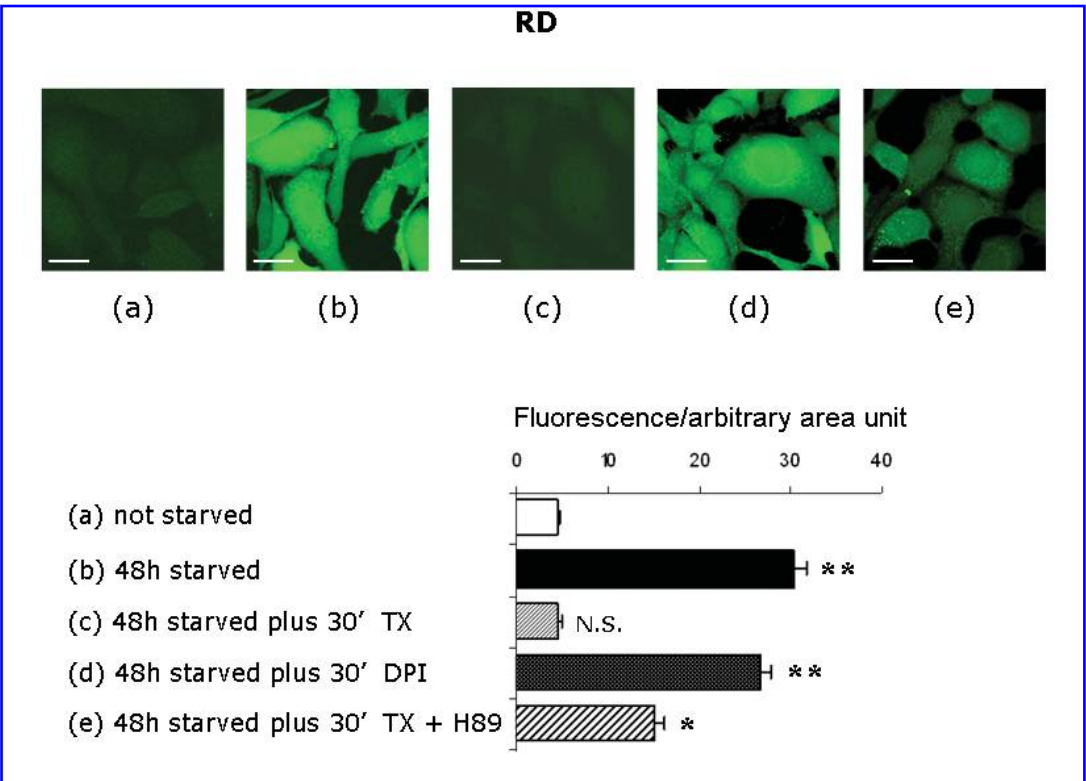 RD
(a) (b) (c) (d) (e)
Fluorescence/arbitrary area unit
0 10 20 30 40
(a) not starved
(b) 48h starved **
(c) 48h starved plus 30′ TX N.S.
(d) 48h starved plus 30′ DPI **
(e) 48h starved plus 30′ TX + H89 *